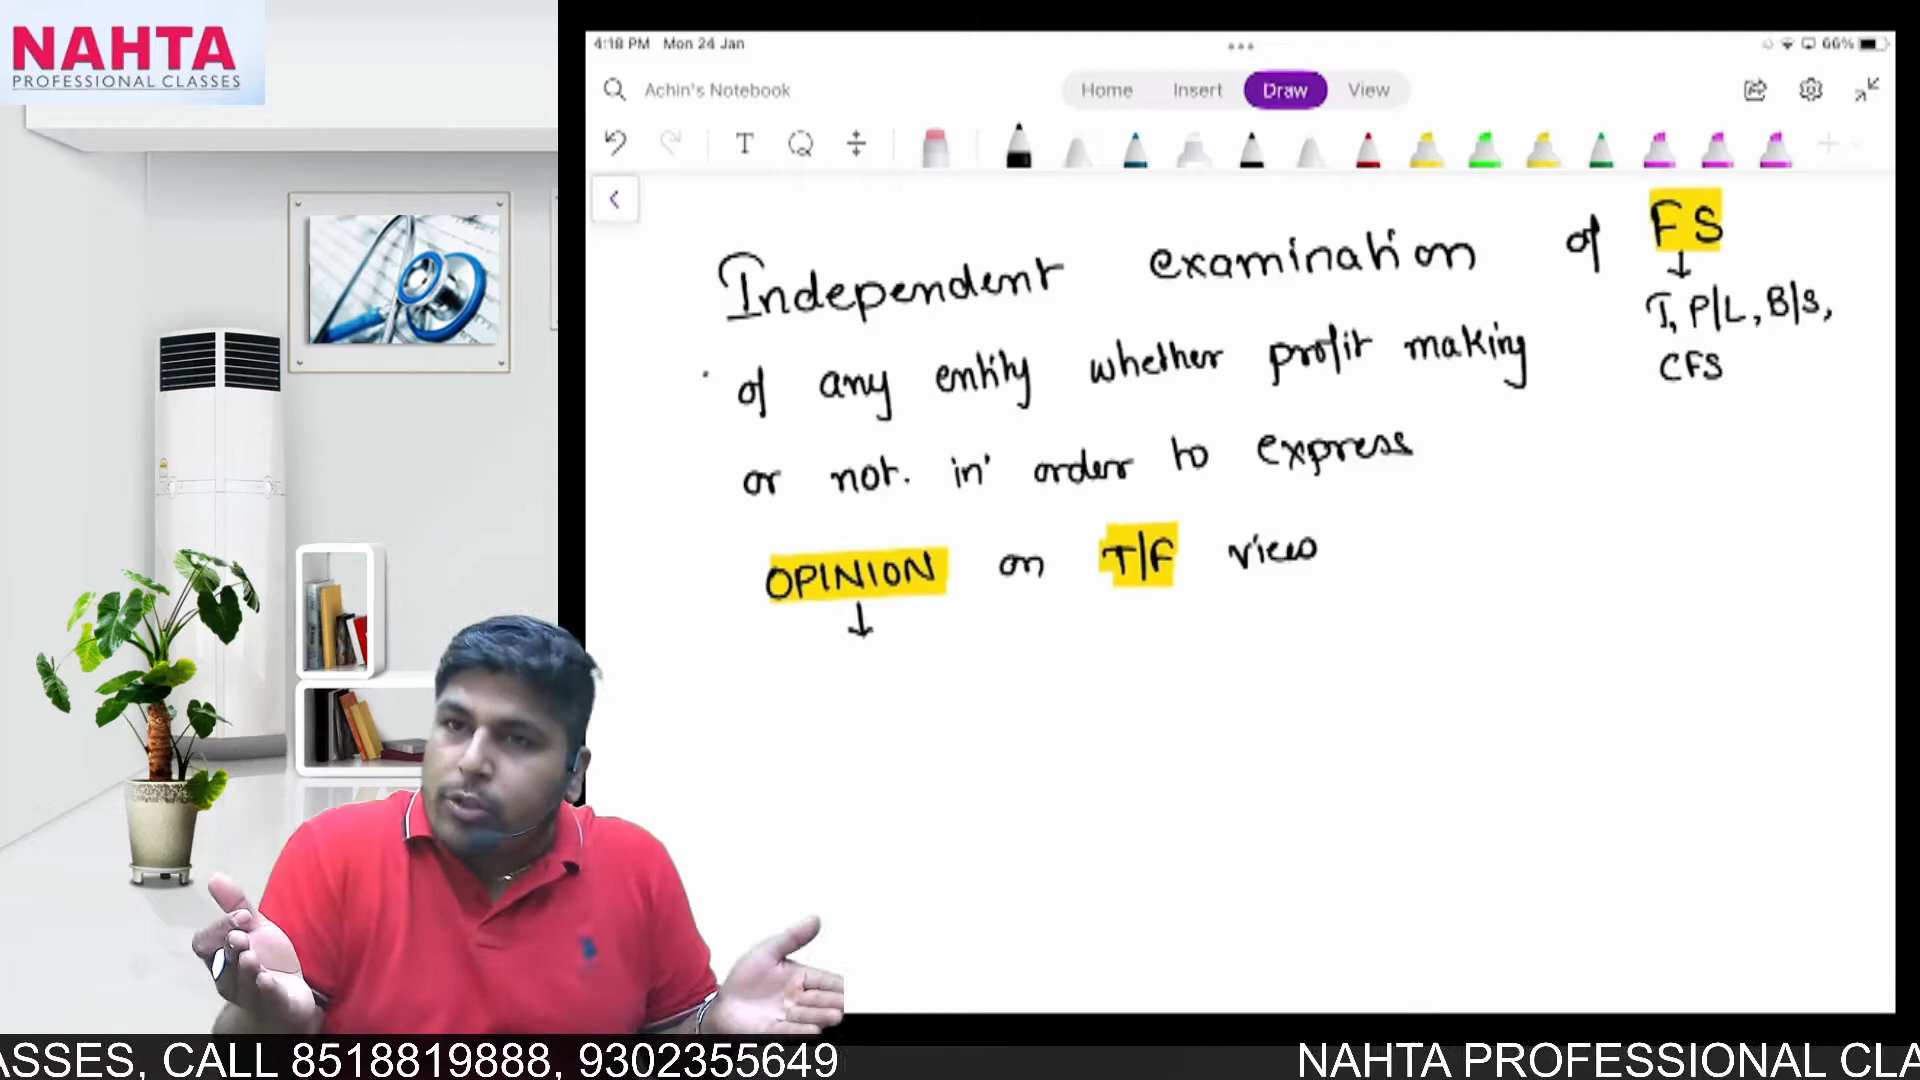 NAHTA
PROFESSIONAL CLASSES
4:18 PM Mon 24 Jan
66%
Achin's Notebook
Home Insert Draw View
T
Independent examination of FS
T, P/L, B/S,
CFS
of any entity whether profit making
or not. in order to express
OPINION on T/F view
ASSES, CALL 8518819888, 9302355649
NAHTA PROFESSIONAL CLA